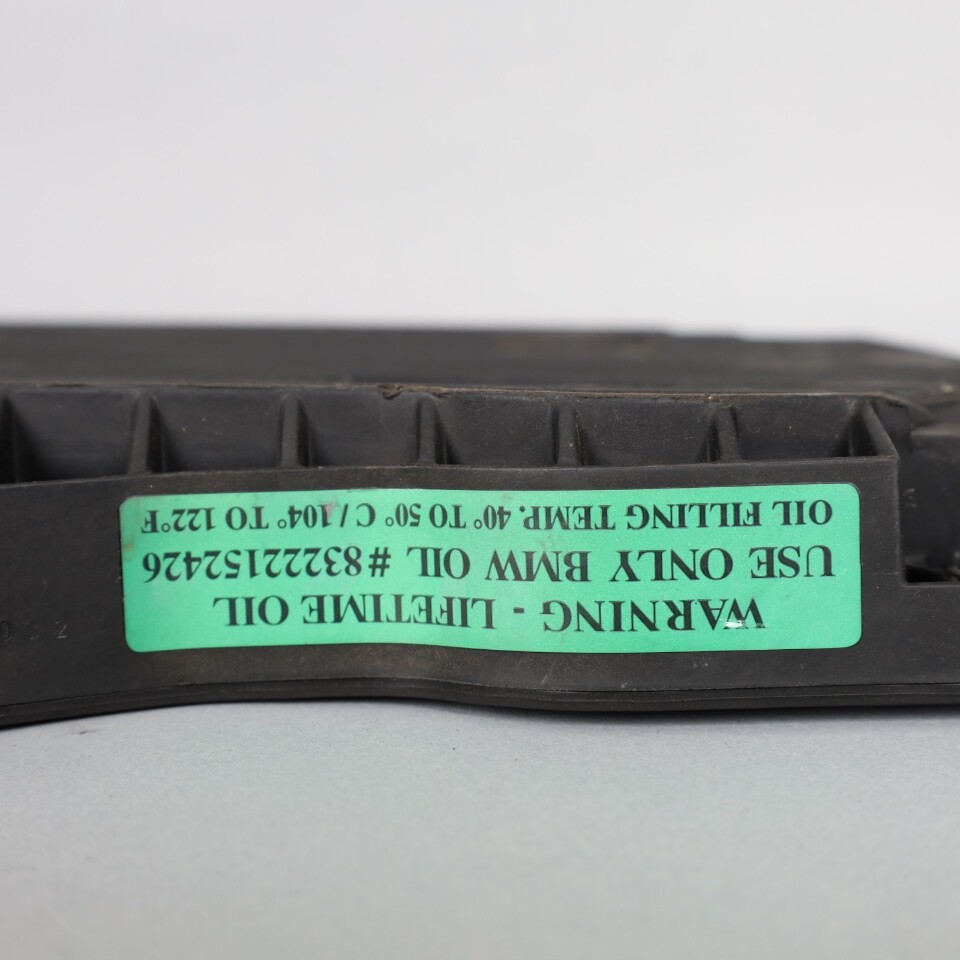 WARNING - LIFETIME OIL
USE ONLY BMW OIL #83222152426
OIL FILLING TEMP. 40° TO 50° C / 104° TO 122°F